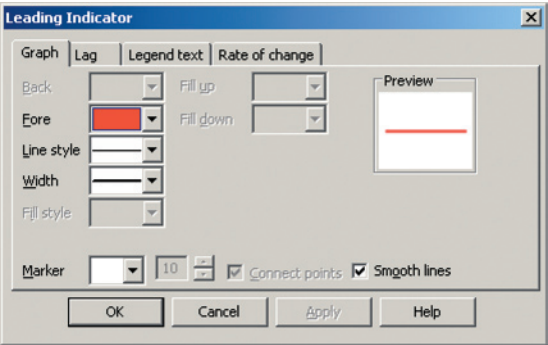 Leading Indicator
Graph Lag Legend text Rate of change
Back Fill up Preview
Fore Fill down
Line style
Width
Fill style
Marker 10 Connect points Smooth lines
OK Cancel Apply Help